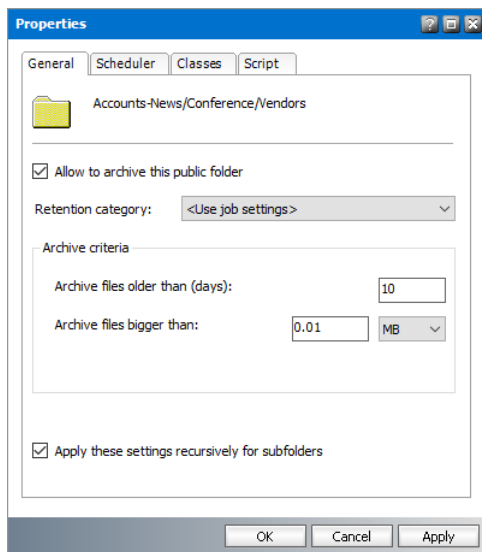 Properties
General Scheduler Classes Script
Accounts-News/Conference/Vendors
Allow to archive this public folder
Retention category: <Use job settings>
Archive criteria
Archive files older than (days): 10
Archive files bigger than: 0.01 MB
Apply these settings recursively for subfolders
OK Cancel Apply